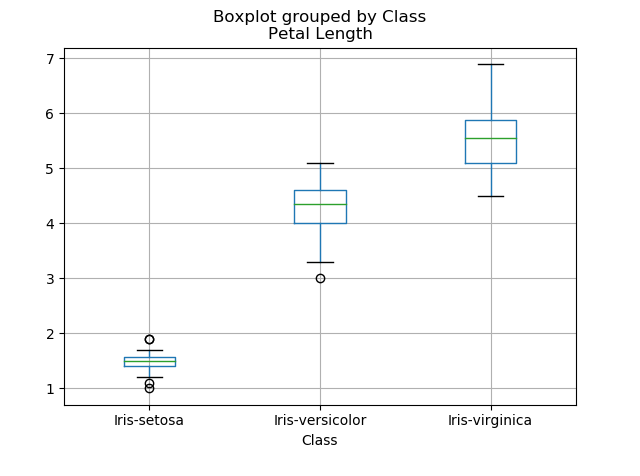 Boxplot grouped by Class
Petal Length
7
6
5
4
3
2
1
Iris-setosa Iris-versicolor Iris-virginica
Class